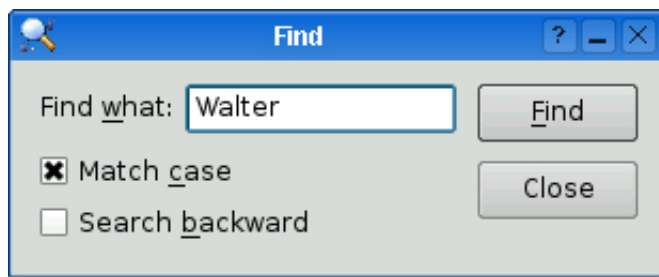 Find
Find what: Walter
Find
Match case
Close
Search backward